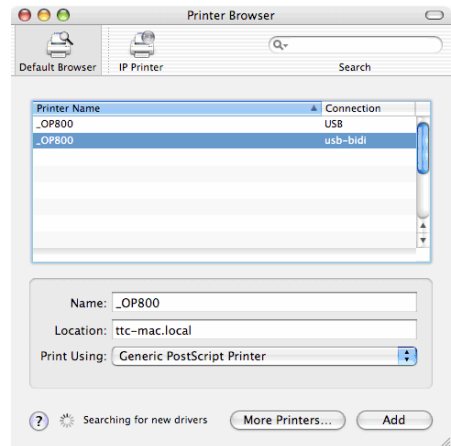 Printer Browser
Default Browser IP Printer Search
Printer Name Connection
_OP800 USB
_OP800 usb-bidi
Name: _OP800
Location: ttc-mac.local
Print Using: Generic PostScript Printer
? Searching for new drivers More Printers... Add